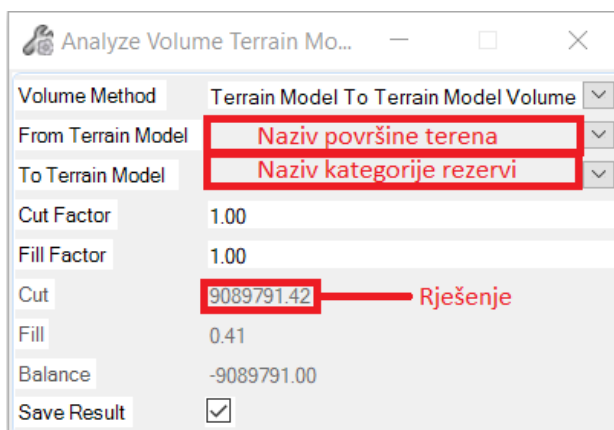 Analyze Volume Terrain Mo...
Volume Method Terrain Model To Terrain Model Volume
From Terrain Model Naziv površine terena
To Terrain Model Naziv kategorije rezervi
Cut Factor 1.00
Fill Factor 1.00
Cut 9089791.42 Rješenje
Fill 0.41
Balance -9089791.00
Save Result